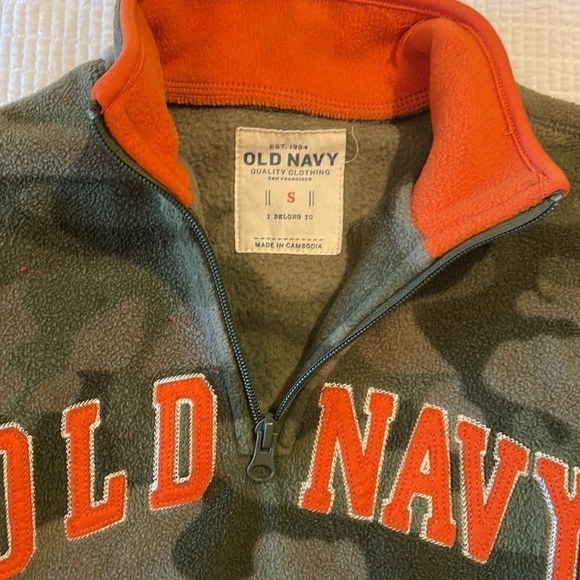 EST. 1994
OLD NAVY
QUALITY CLOTHING
SAN FRANCISCO
S
I BELONG TO
MADE IN CAMBODIA
OLD NAVY